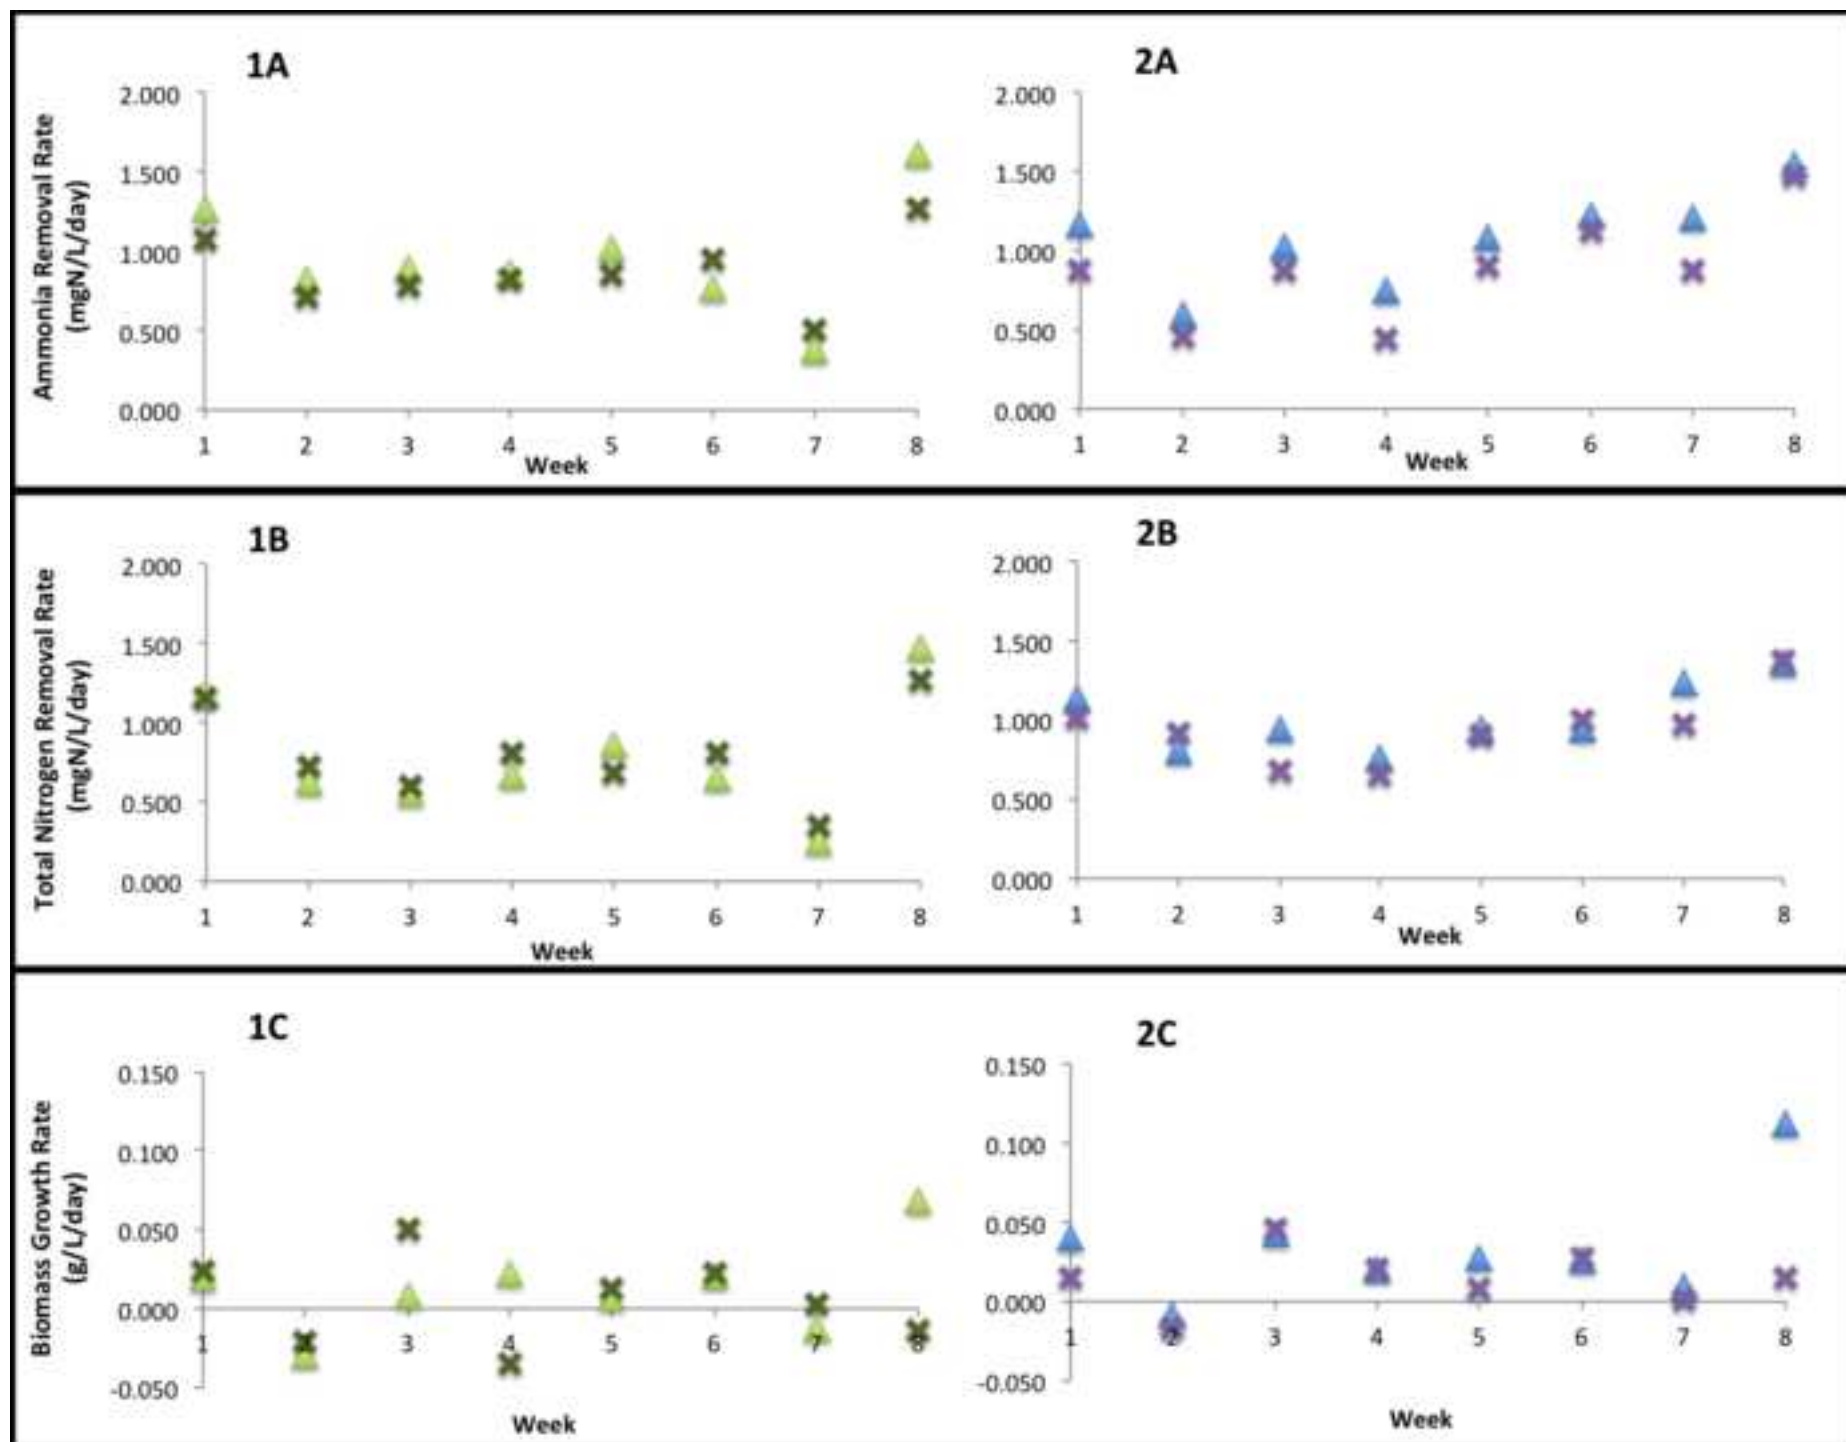 1A
Ammonia Removal Rate
(mgN/L/day)
2.000
1.500
1.000
0.500
0.000
1 2 3 4 5 6 7 8
Week
2A
2.000
1.500
1.000
0.500
0.000
1 2 3 4 5 6 7 8
Week
1B
Total Nitrogen Removal Rate
(mgN/L/day)
2.000
1.500
1.000
0.500
0.000
1 2 3 4 5 6 7 8
Week
2B
2.000
1.500
1.000
0.500
0.000
1 2 3 4 5 6 7 8
Week
1C
Biomass Growth Rate
(g/L/day)
0.150
0.100
0.050
0.000
1 2 3 4 5 6 7 8
-0.050
Week
2C
0.150
0.100
0.050
0.000
1 2 3 4 5 6 7 8
-0.050
Week